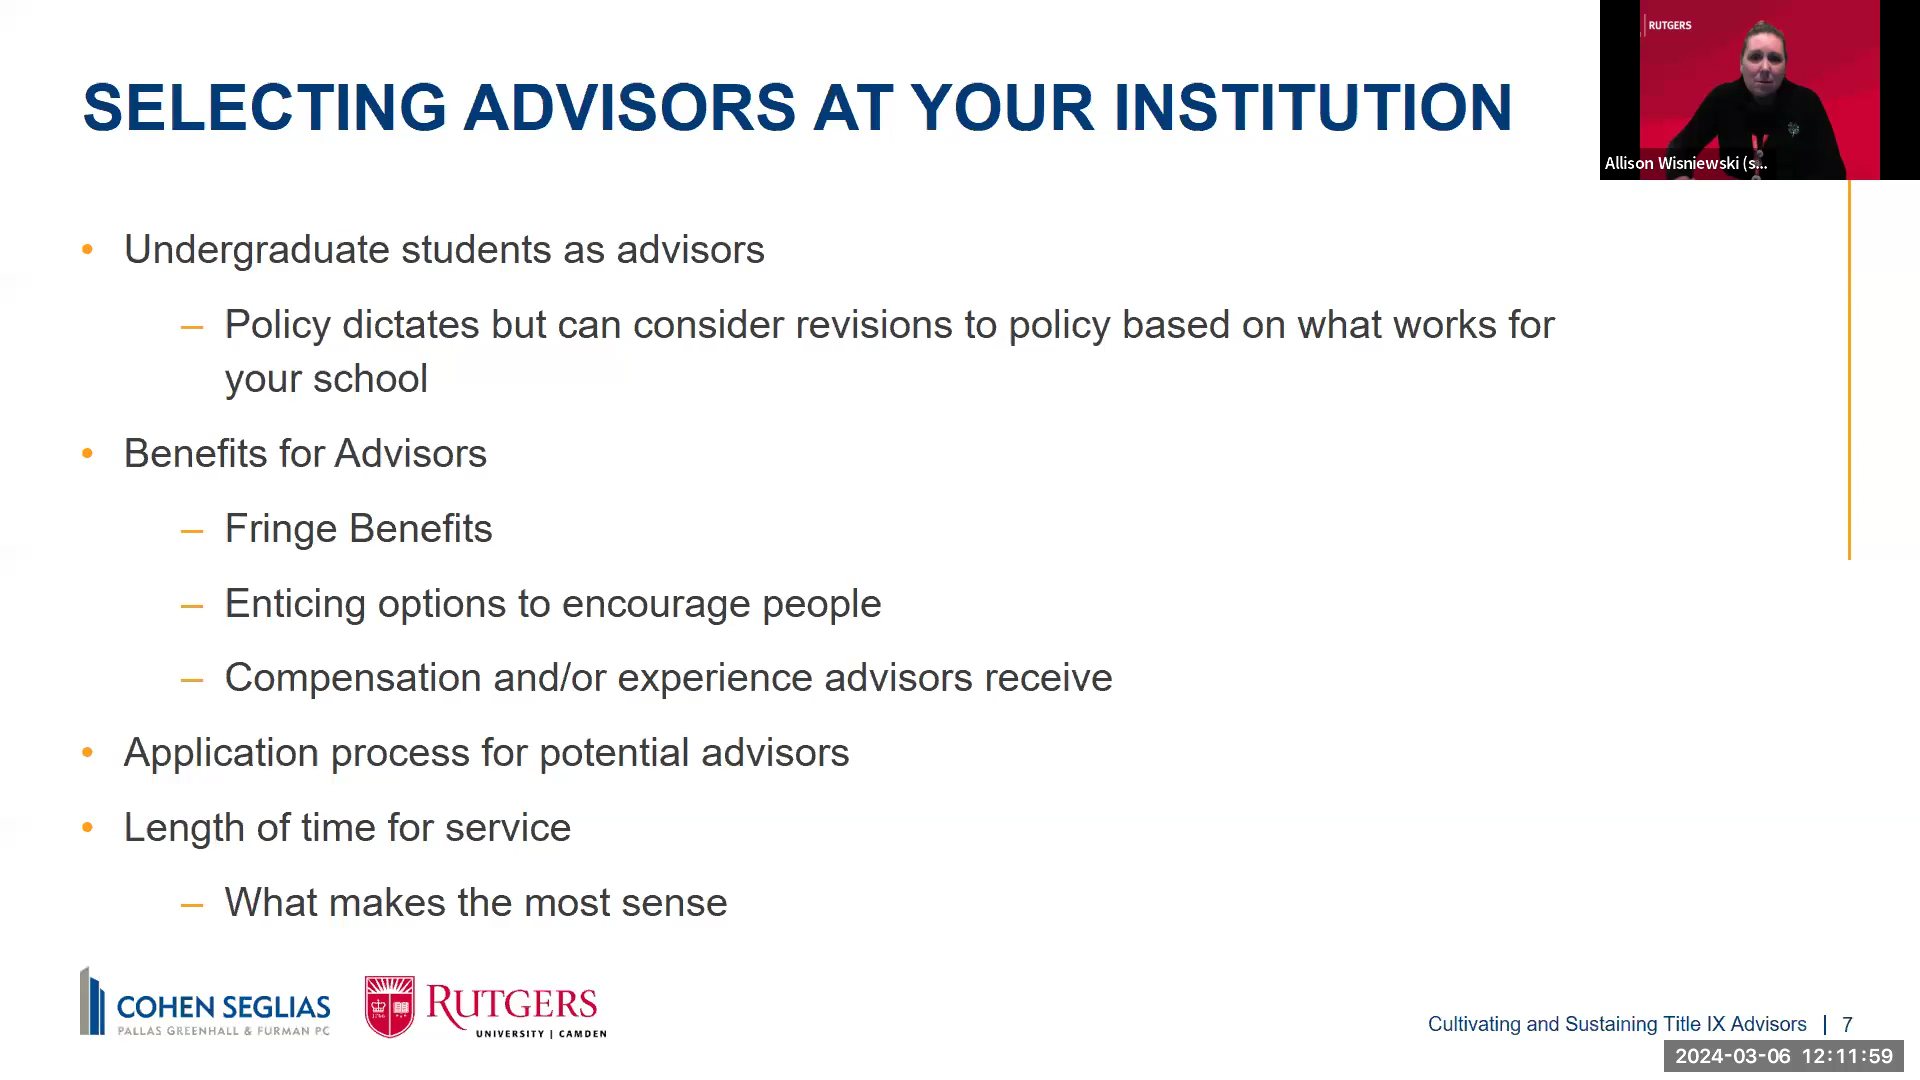 RUTGERS
SELECTING ADVISORS AT YOUR INSTITUTION
Allison Wisniewski (s...
• Undergraduate students as advisors
– Policy dictates but can consider revisions to policy based on what works for
your school
• Benefits for Advisors
– Fringe Benefits
– Enticing options to encourage people
– Compensation and/or experience advisors receive
• Application process for potential advisors
• Length of time for service
– What makes the most sense
COHEN SEGLIAS
PALLAS GREENHALL & FURMAN PC
1766
RUTGERS
UNIVERSITY | CAMDEN
Cultivating and Sustaining Title IX Advisors | 7
2024-03-06 12:11:59